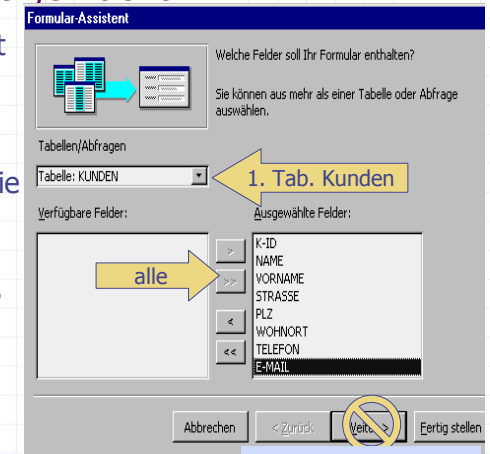 Formular-Assistent
t
Welche Felder soll Ihr Formular enthalten?
Sie können aus mehr als einer Tabelle oder Abfrage
auswählen.
Tabellen/Abfragen
ie
Tabelle: KUNDEN
1. Tab. Kunden
Verfügbare Felder:
Ausgewählte Felder:
alle
>
>>
<
<<
K-ID
NAME
VORNAME
STRASSE
PLZ
WOHNORT
TELEFON
E-MAIL
Abbrechen
< Zurück
Weiter >
Fertig stellen